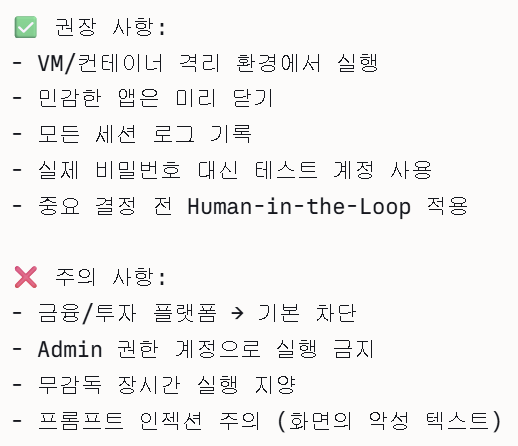 ✅ 권장 사항:
- VM/컨테이너 격리 환경에서 실행
- 민감한 앱은 미리 닫기
- 모든 세션 로그 기록
- 실제 비밀번호 대신 테스트 계정 사용
- 중요 결정 전 Human-in-the-Loop 적용
❌ 주의 사항:
- 금융/투자 플랫폼 → 기본 차단
- Admin 권한 계정으로 실행 금지
- 무감독 장시간 실행 지양
- 프롬프트 인젝션 주의 (화면의 악성 텍스트)